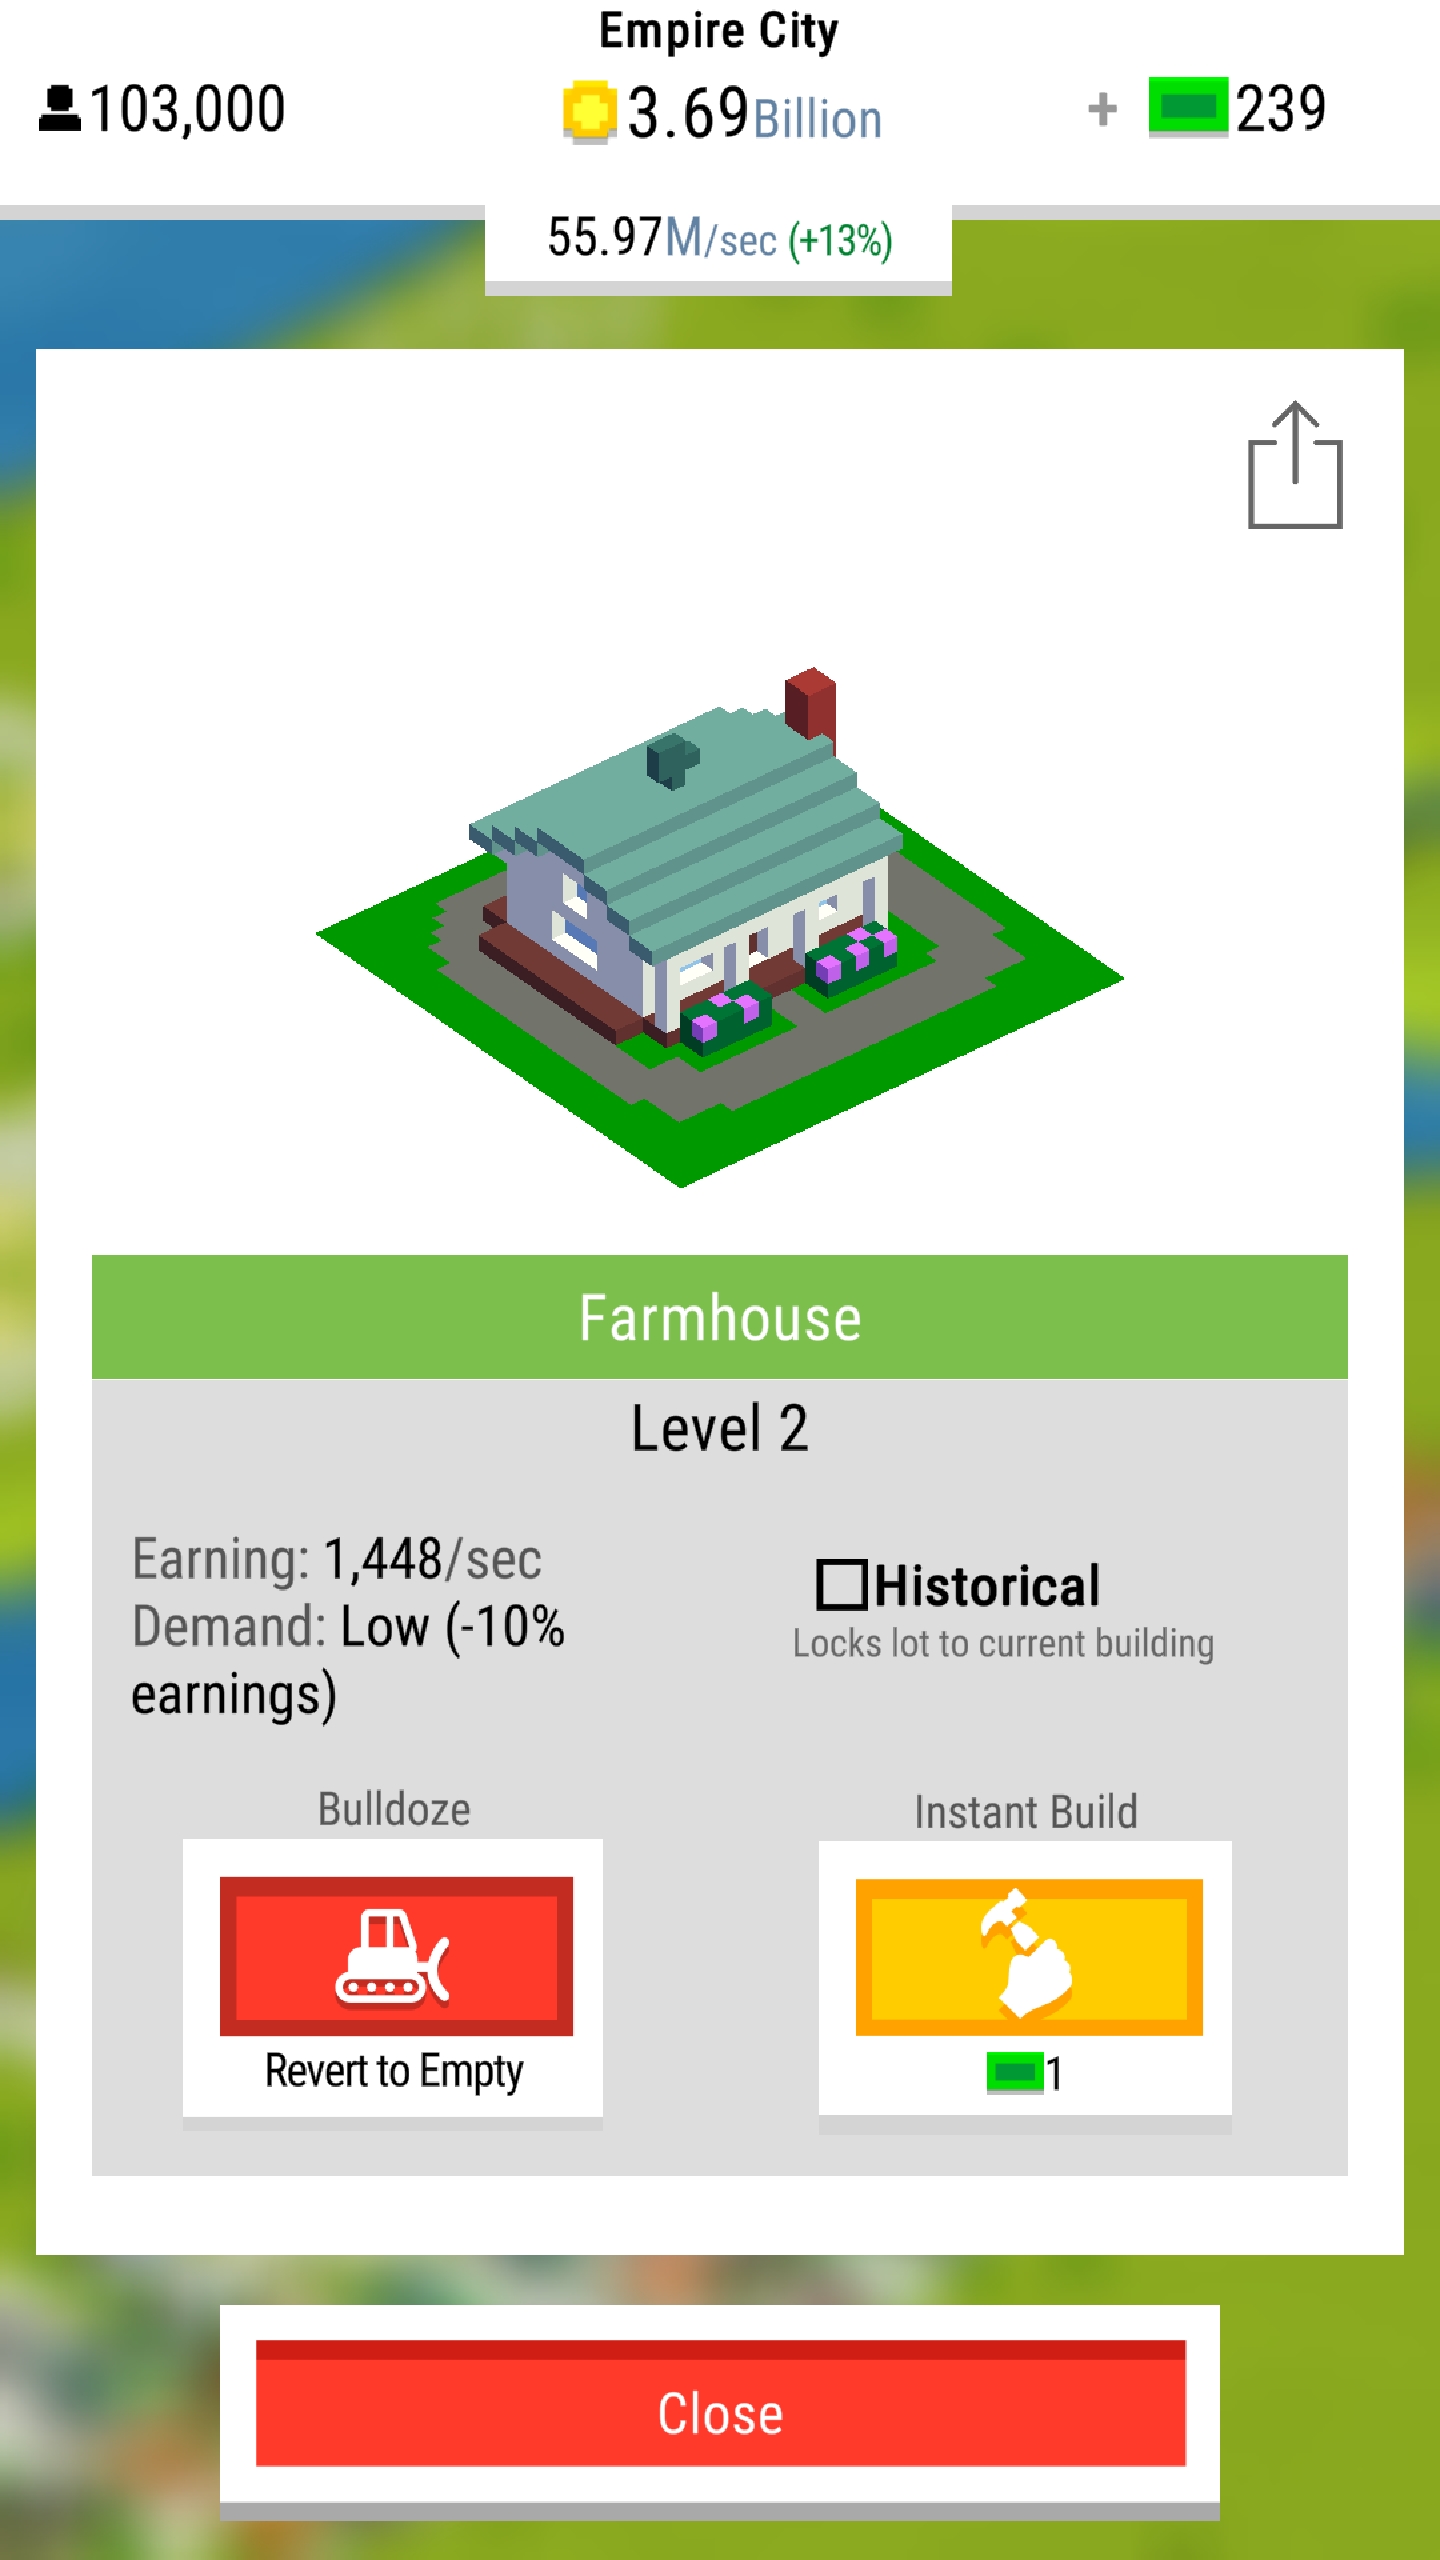 Empire City
103,000
3.69Billion
+ 239
55.97M/sec (+13%)
Farmhouse
Level 2
Earning: 1,448/sec
Demand: Low (-10%
earnings)
Historical
Locks lot to current building
Bulldoze
Revert to Empty
Instant Build
1
Close